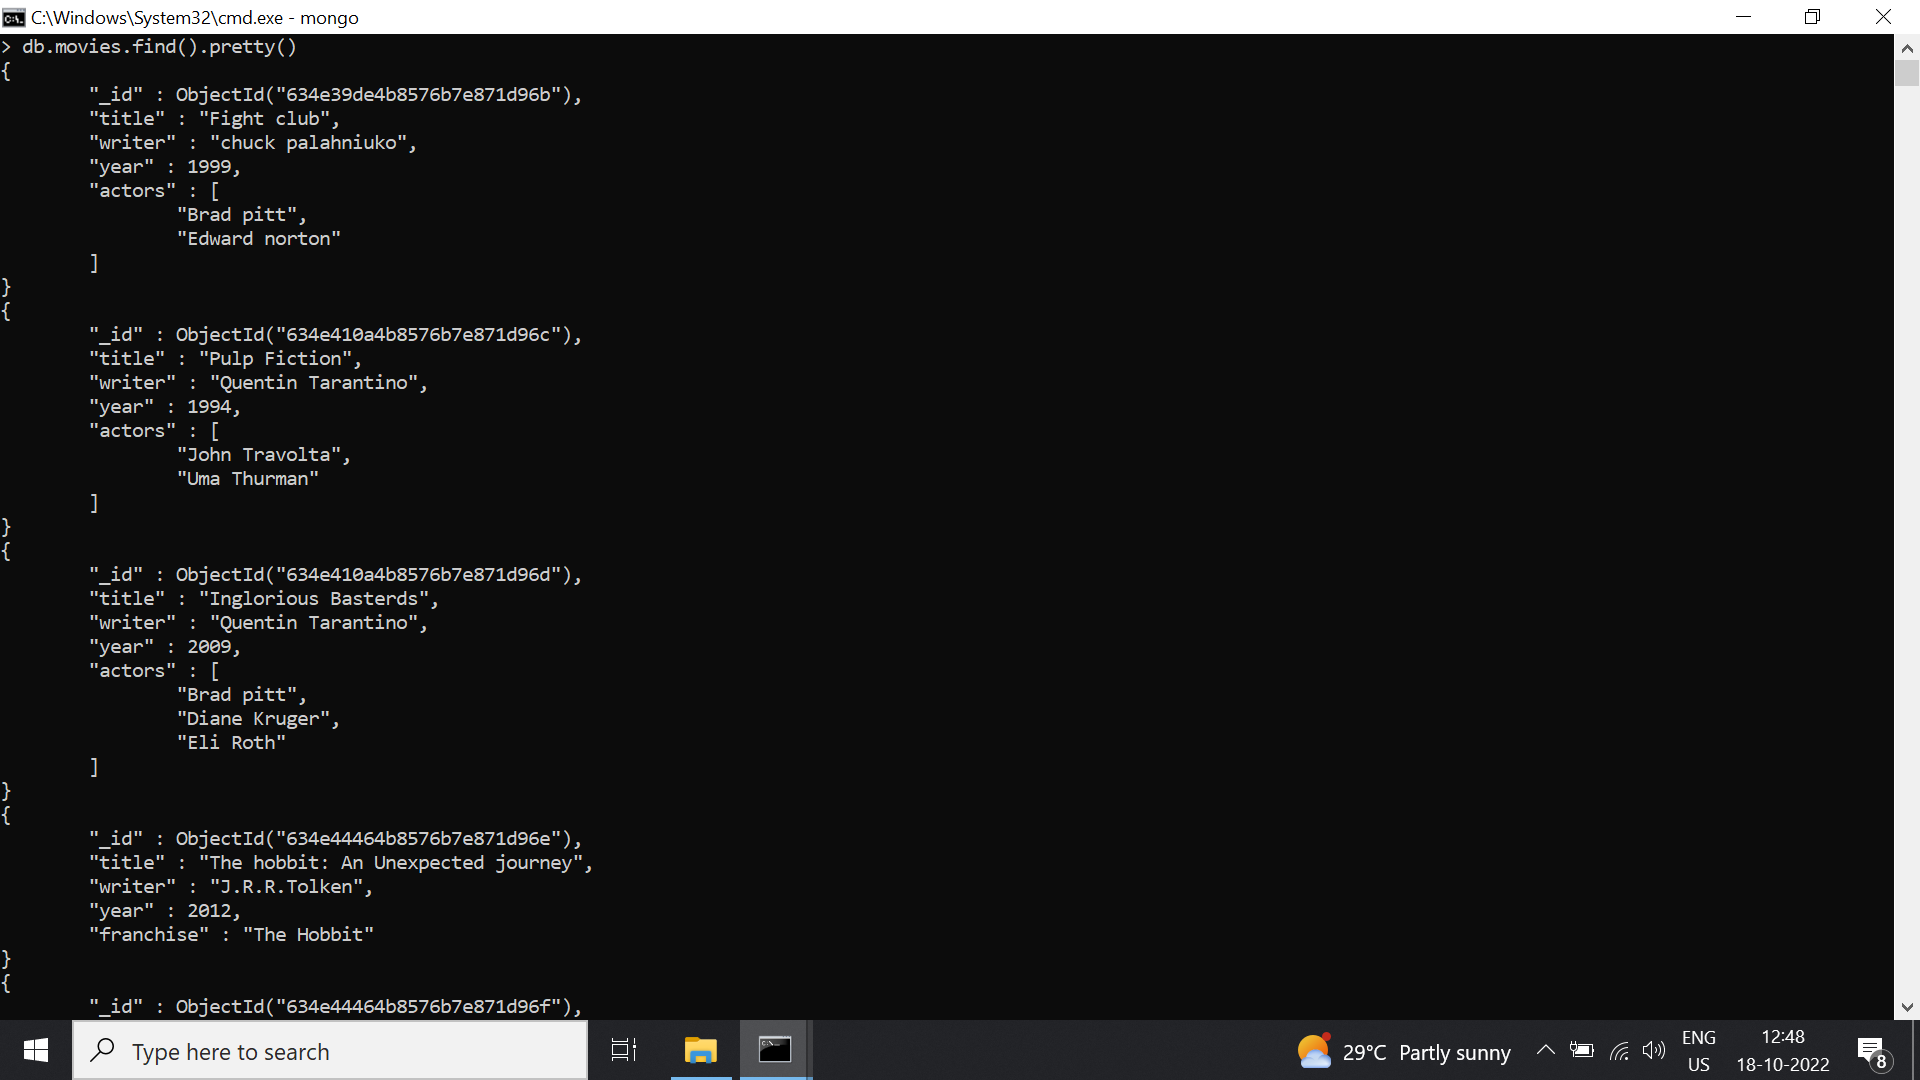 C:\Windows\System32\cmd.exe - mongo
> db.movies.find().pretty()
{
        "_id" : ObjectId("634e39de4b8576b7e871d96b"),
        "title" : "Fight club",
        "writer" : "chuck palahniuko",
        "year" : 1999,
        "actors" : [
                "Brad pitt",
                "Edward norton"
        ]
}
{
        "_id" : ObjectId("634e410a4b8576b7e871d96c"),
        "title" : "Pulp Fiction",
        "writer" : "Quentin Tarantino",
        "year" : 1994,
        "actors" : [
                "John Travolta",
                "Uma Thurman"
        ]
}
{
        "_id" : ObjectId("634e410a4b8576b7e871d96d"),
        "title" : "Inglorious Basterds",
        "writer" : "Quentin Tarantino",
        "year" : 2009,
        "actors" : [
                "Brad pitt",
                "Diane Kruger",
                "Eli Roth"
        ]
}
{
        "_id" : ObjectId("634e44464b8576b7e871d96e"),
        "title" : "The hobbit: An Unexpected journey",
        "writer" : "J.R.R.Tolken",
        "year" : 2012,
        "franchise" : "The Hobbit"
}
{
        "_id" : ObjectId("634e44464b8576b7e871d96f"),
Type here to search
29°C Partly sunny
ENG
US
12:48
18-10-2022
8